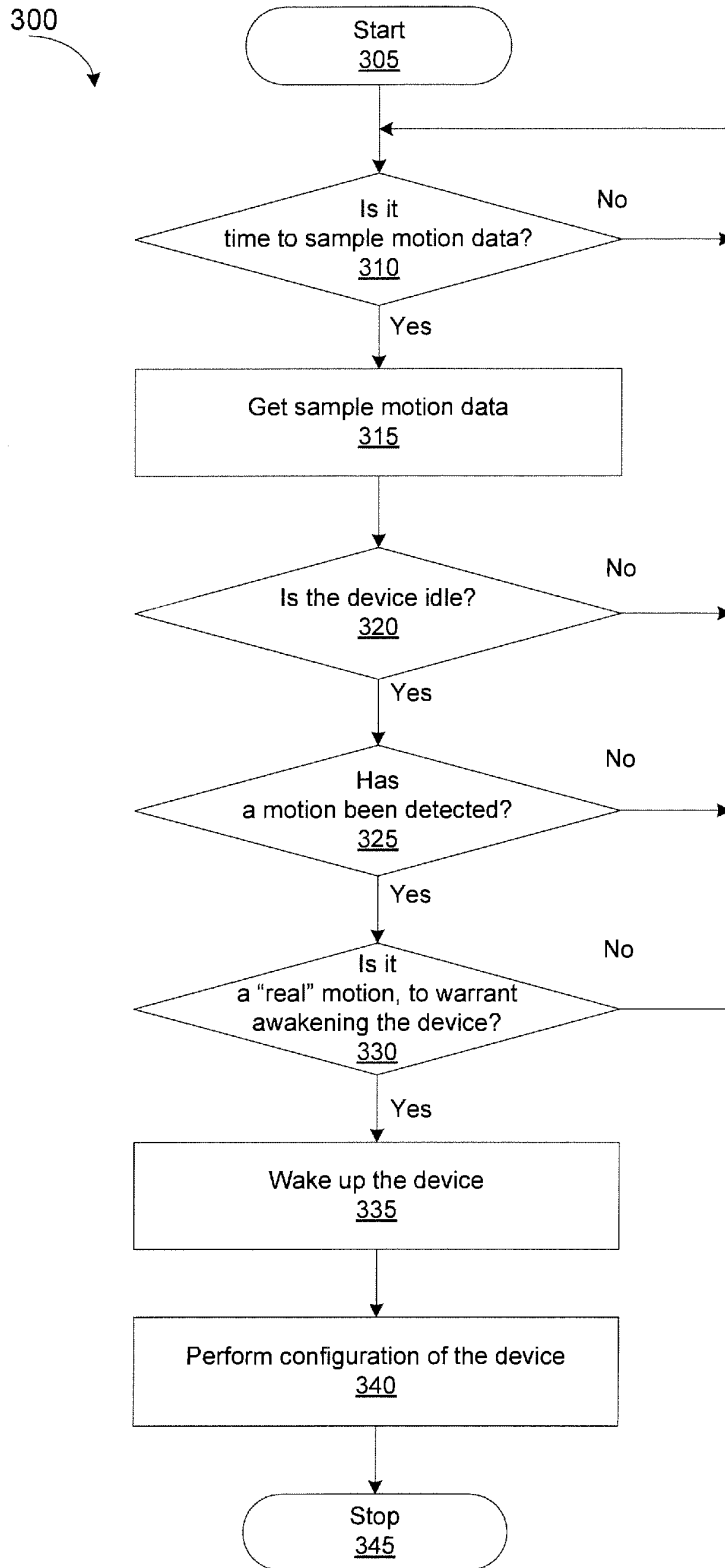 300
Start
305
Is it
No
time to sample motion data?
310
Yes
Get sample motion data
315
No
Is the device idle?
320
Yes
No
Has
a motion been detected?
325
Yes
No
Is it
a “real” motion, to warrant
awakening the device?
330
Yes
Wake up the device
335
Perform configuration of the device
340
Stop
345